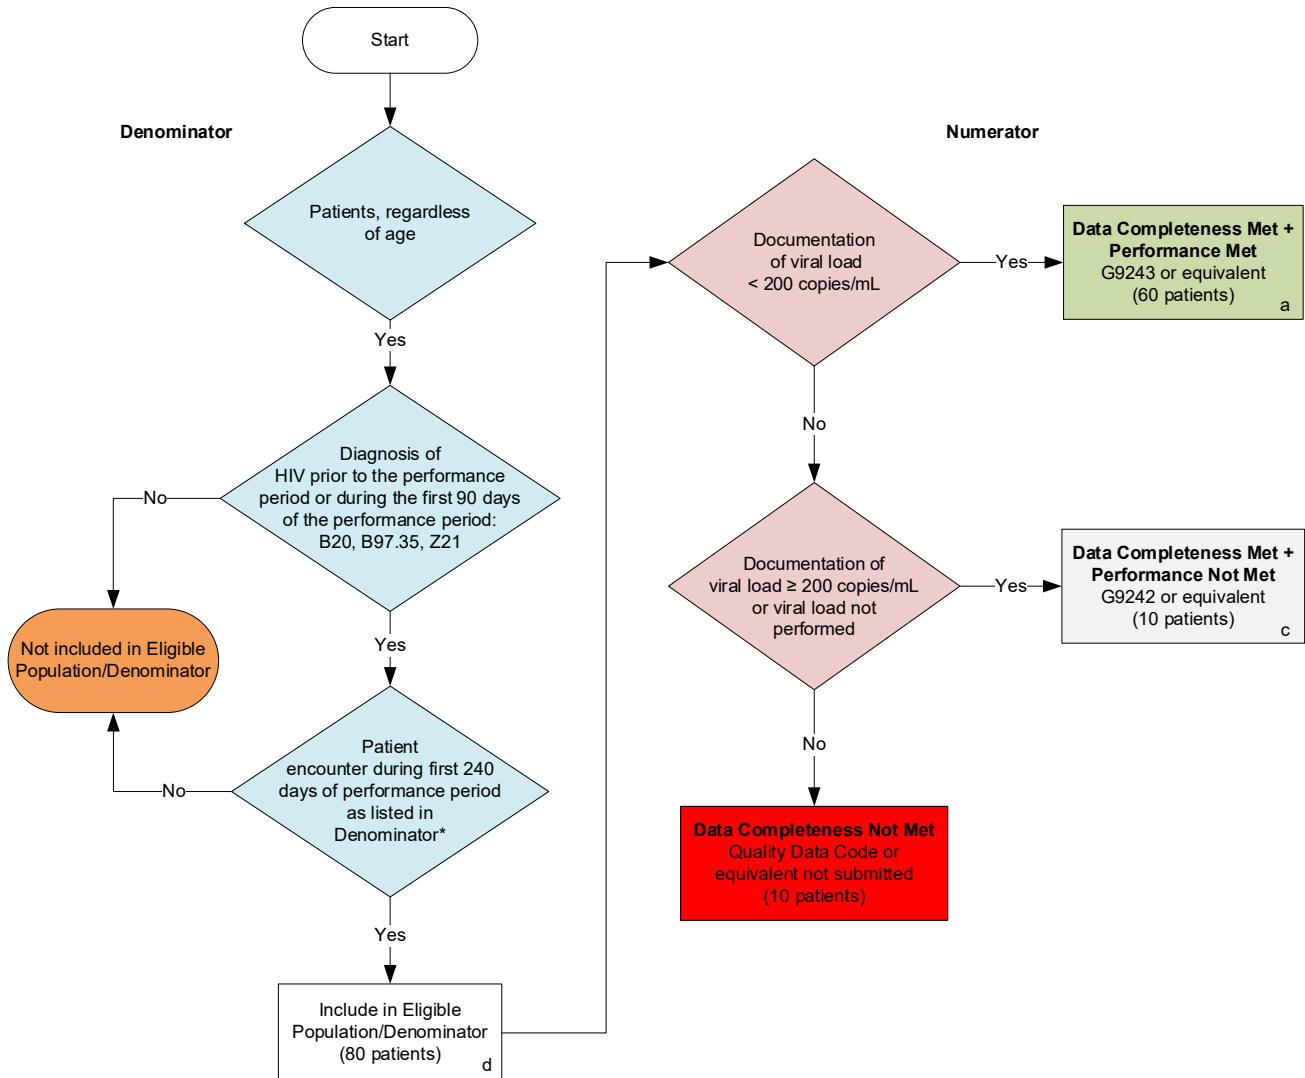 Start
Denominator
Patients, regardless
of age
Yes
Diagnosis of
HIV prior to the performance
period or during the first 90 days
of the performance period:
B20, B97.35, Z21
No
Not included in Eligible
Population/Denominator
Yes
Patient
encounter during first 240
days of performance period
as listed in
Denominator*
No
Yes
Include in Eligible
Population/Denominator
(80 patients)
d
Numerator
Documentation
of viral load
< 200 copies/mL
Yes
Data Completeness Met +
Performance Met
G9243 or equivalent
(60 patients)
a
No
Documentation of
viral load ≥ 200 copies/mL
or viral load not
performed
Yes
Data Completeness Met +
Performance Not Met
G9242 or equivalent
(10 patients)
c
No
Data Completeness Not Met
Quality Data Code or
equivalent not submitted
(10 patients)